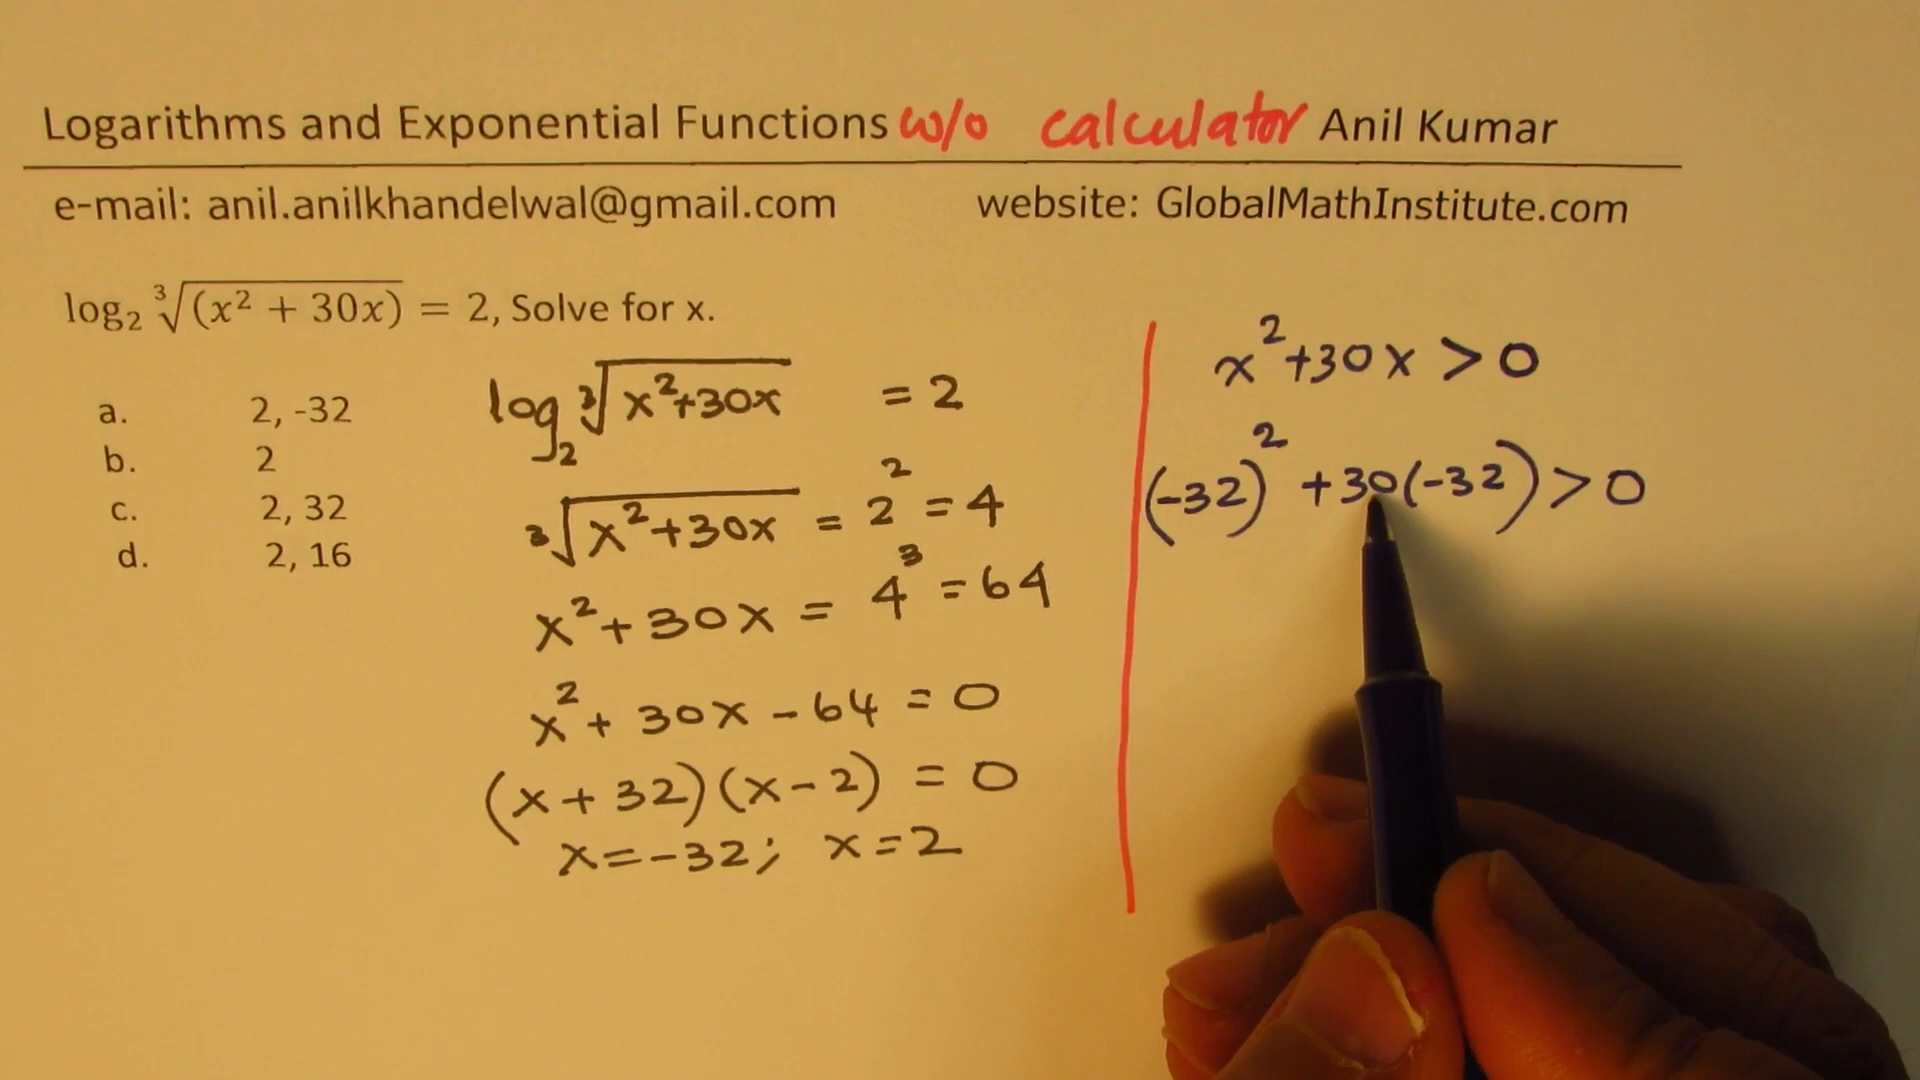 Logarithms and Exponential Functions w/o calculator Anil Kumar
e-mail: anil.anilkhandelwal@gmail.com website: GlobalMathInstitute.com
log₂ ∛(x² + 30x) = 2, Solve for x.
a. 2, -32
b. 2
c. 2, 32
d. 2, 16
log₂ ∛x²+30x = 2
∛x²+30x = 2² = 4
x²+30x = 4³ = 64
x²+30x-64 = 0
(x+32)(x-2) = 0
x=-32; x=2
x²+30x > 0
(-32)²+30(-32) > 0